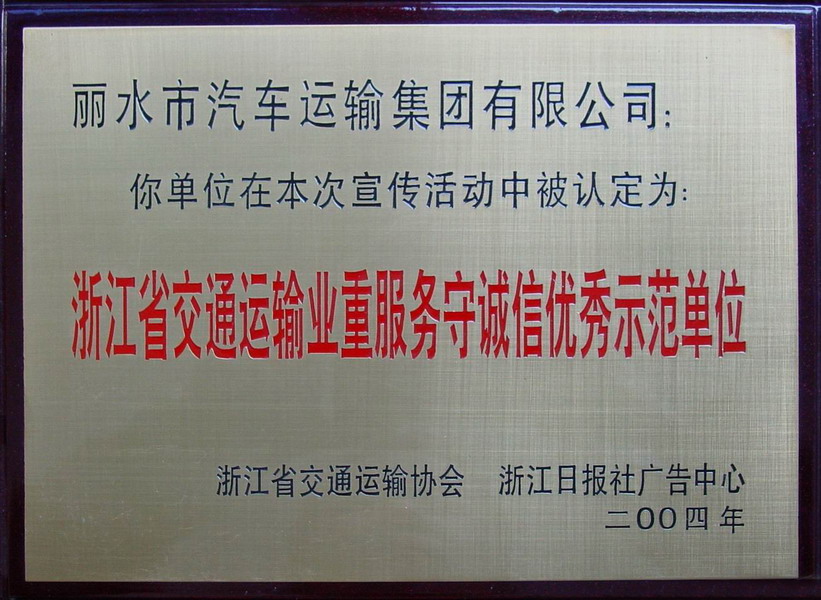 丽水市汽车运输集团有限公司:
你单位在本次宣传活动中被认定为:
浙江省交通运输业重服务守诚信优秀示范单位
浙江省交通运输协会 浙江日报社广告中心
二OO四年